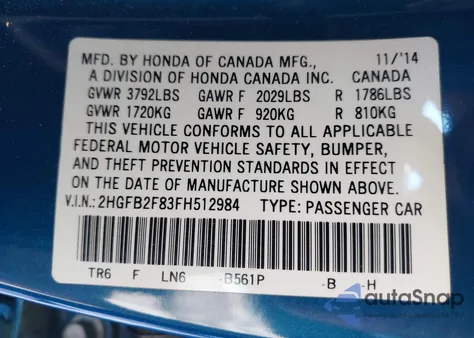 MFD. BY HONDA OF CANADA MFG., 11/'14
A DIVISION OF HONDA CANADA INC. CANADA
GVWR 3792LBS GAWR F 2029LBS R 1786LBS
GVWR 1720KG GAWR F 920KG R 810KG
THIS VEHICLE CONFORMS TO ALL APPLICABLE
FEDERAL MOTOR VEHICLE SAFETY, BUMPER,
AND THEFT PREVENTION STANDARDS IN EFFECT
ON THE DATE OF MANUFACTURE SHOWN ABOVE.
V.I.N.: 2HGFB2F83FH512984 TYPE: PASSENGER CAR
TR6 F LN6 -B561P -B -H
autoSnap